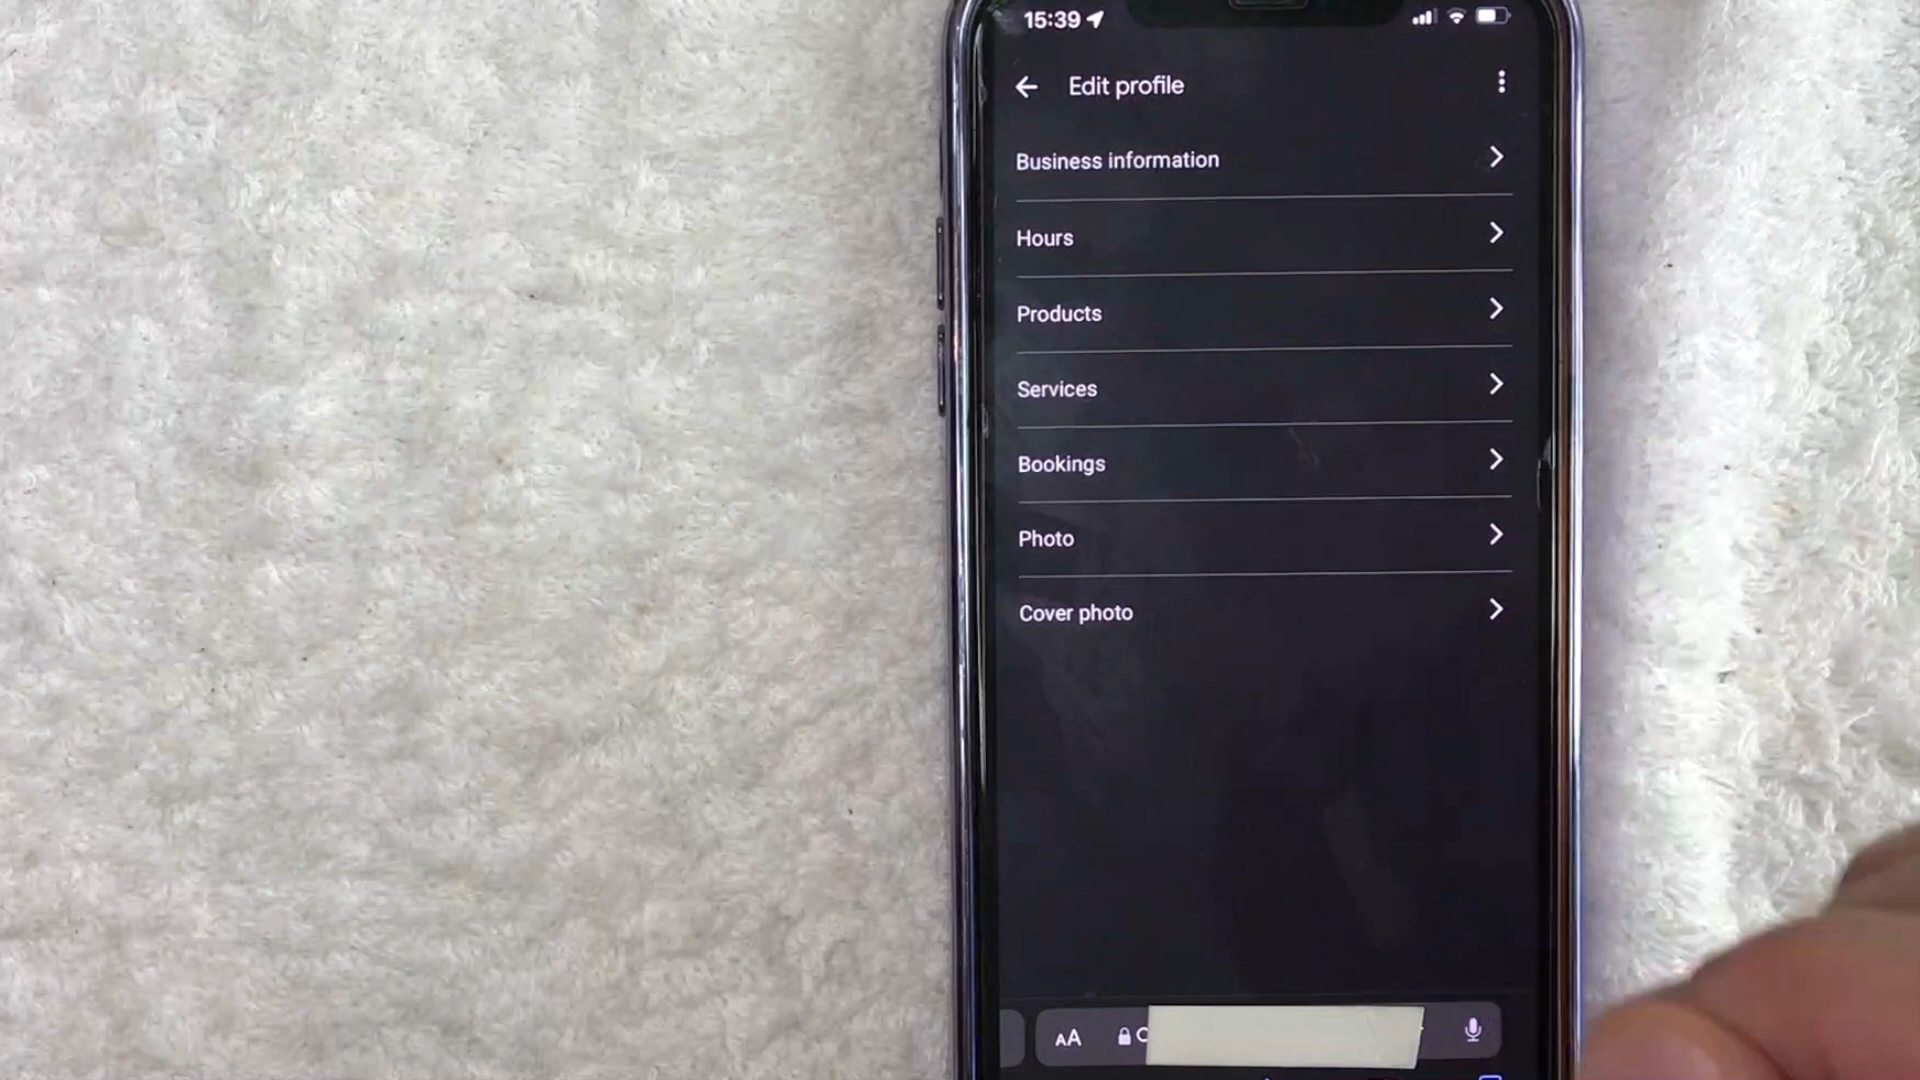 15:39
Edit profile
Business information
Hours
Products
Services
Bookings
Photo
Cover photo
AA